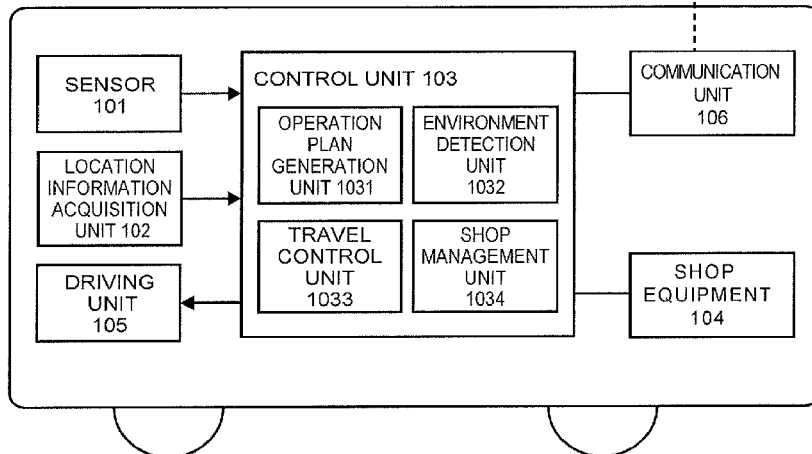 SENSOR
101
LOCATION
INFORMATION
ACQUISITION
UNIT 102
DRIVING
UNIT
105
CONTROL UNIT 103
OPERATION
PLAN
GENERATION
UNIT 1031
ENVIRONMENT
DETECTION
UNIT
1032
TRAVEL
CONTROL
UNIT
1033
SHOP
MANAGEMENT
UNIT
1034
COMMUNICATION
UNIT
106
SHOP
EQUIPMENT
104